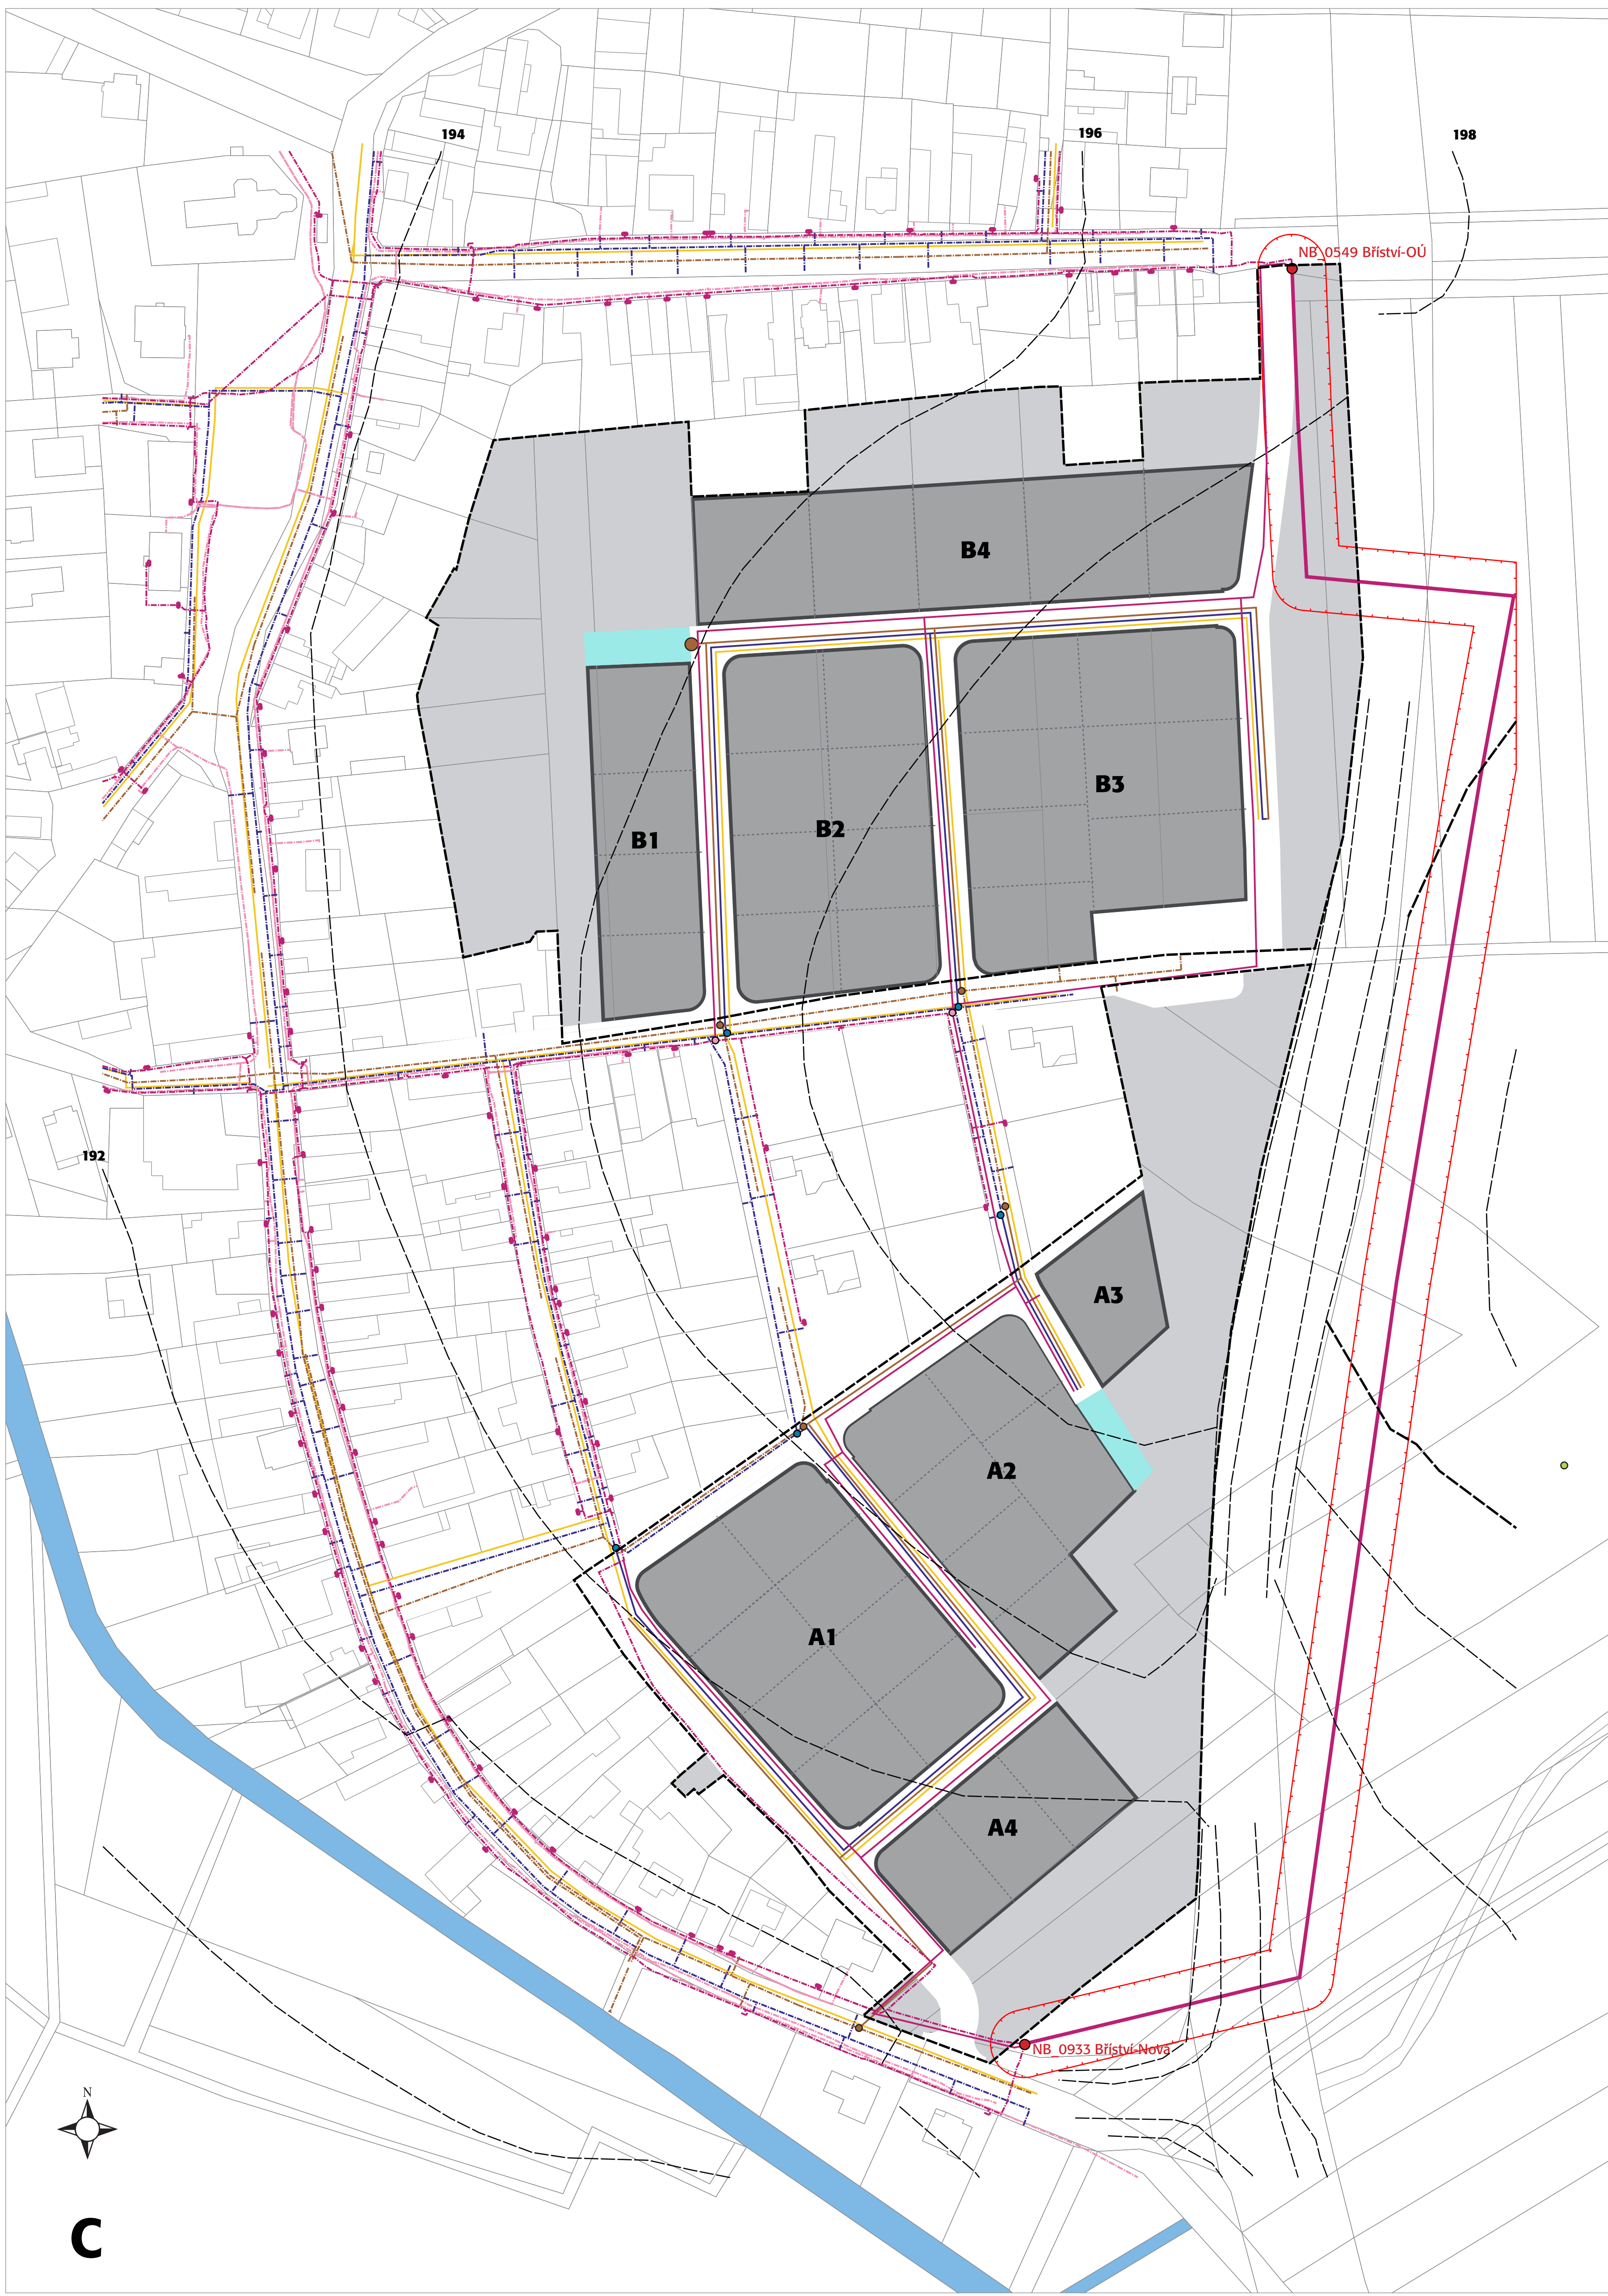 194
196
198
NB_0549 Bříství-OÚ
B4
B3
B2
B1
192
A3
A2
A1
A4
NB_0933 Bříství-Nová
N
C